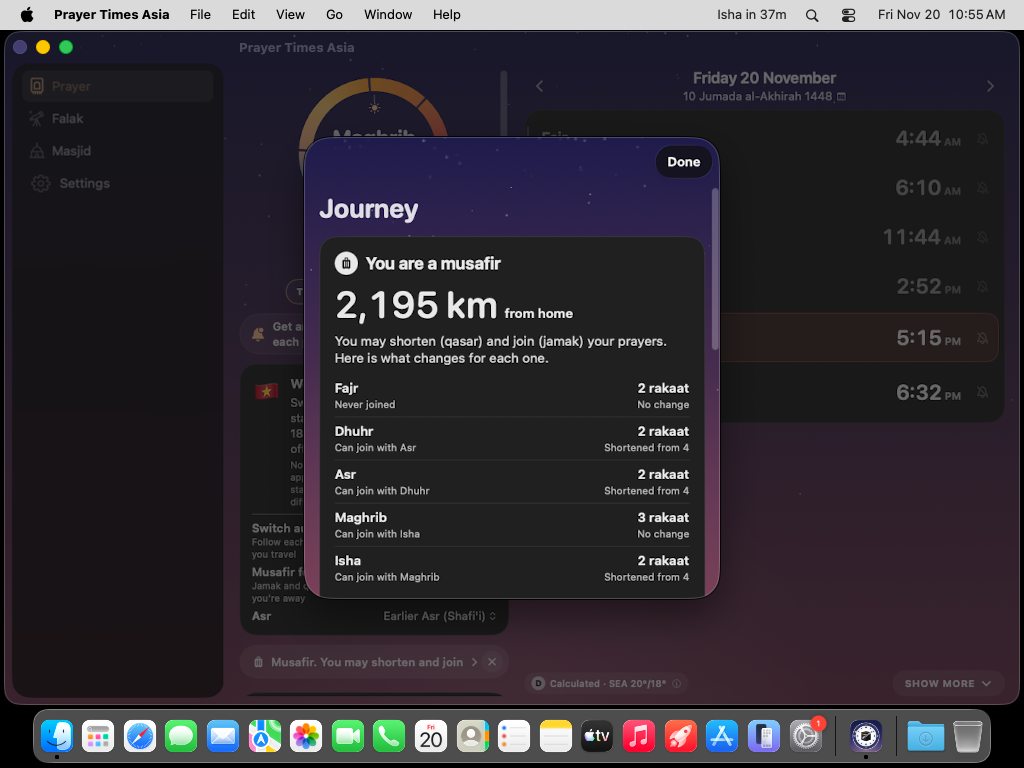 Prayer Times Asia File Edit View Go Window Help Isha in 37m Fri Nov 20 10:55 AM
Prayer Times Asia
Prayer
Falak
Masjid
Settings
Maghrib
Get a
each
Switch a
Follow each
you travel
Musafir f
Jamak and
you're away
Asr Earlier Asr (Shafi'i)
Musafir. You may shorten and join
Friday 20 November
10 Jumada al-Akhirah 1448
Fajr 4:44 AM
6:10 AM
11:44 AM
2:52 PM
5:15 PM
6:32 PM
D Calculated · SEA 20°/18°
SHOW MORE
Done
Journey
You are a musafir
2,195 km from home
You may shorten (qasar) and join (jamak) your prayers.
Here is what changes for each one.
Fajr 2 rakaat
Never joined No change
Dhuhr 2 rakaat
Can join with Asr Shortened from 4
Asr 2 rakaat
Can join with Dhuhr Shortened from 4
Maghrib 3 rakaat
Can join with Isha No change
Isha 2 rakaat
Can join with Maghrib Shortened from 4
Fri
20
tv
1